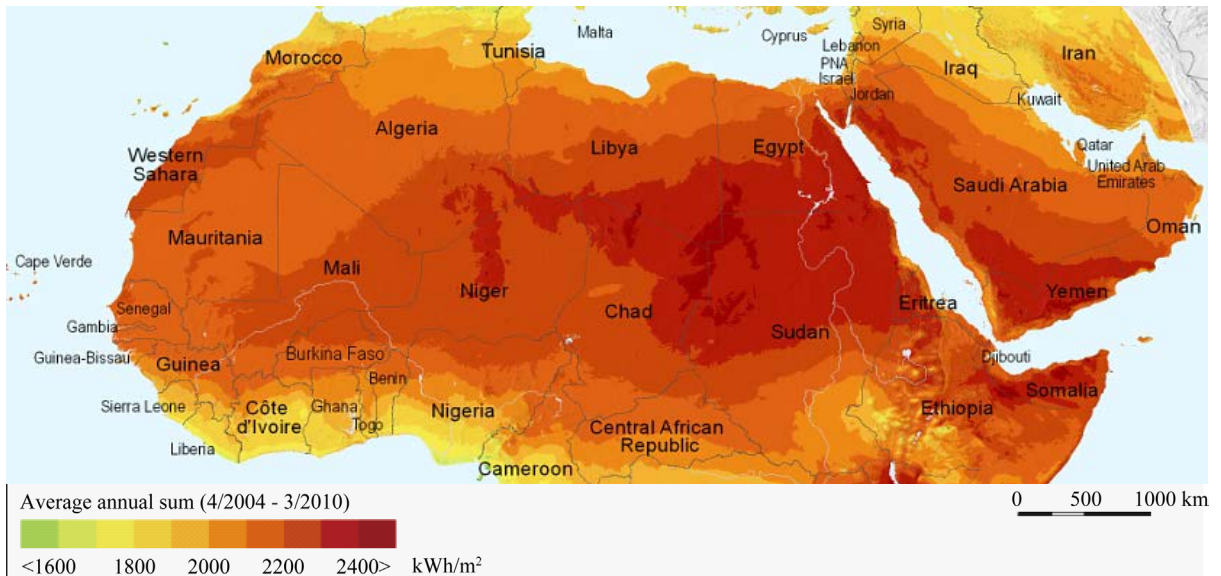 Malta
Cyprus
Syria
Morocco
Tunisia
Lebanon
Iran
PNA
Iraq
Israel
Jordan
Kuwait
Algeria
Libya
Egypt
Qatar
Western
Sahara
United Arab
Emirates
Saudi Arabia
Mauritania
Oman
Cape Verde
Mali
Niger
Yemen
Senegal
Chad
Eritrea
Gambia
Sudan
Guinea-Bissau
Guinea
Burkina Faso
Djibouti
Benin
Somalia
Sierra Leone
Côte
d'Ivoire
Ghana
Nigeria
Ethiopia
Togo
Central African
Republic
Liberia
Cameroon
Average annual sum (4/2004 - 3/2010)
0 500 1000 km
<1600 1800 2000 2200 2400> kWh/m²